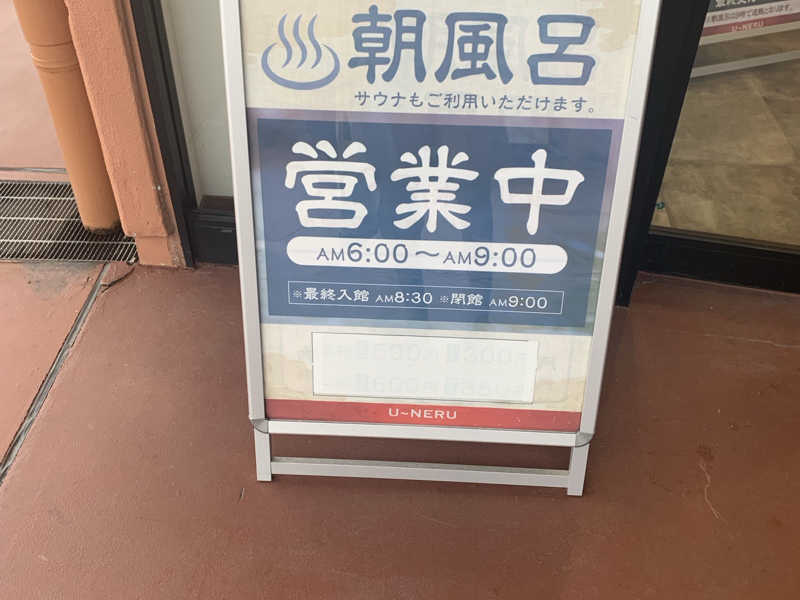 朝風呂
サウナもご利用いただけます。
営業中
AM6:00～AM9:00
※最終入館 AM8:30 ※閉館 AM9:00
U~NERU
U~NERU